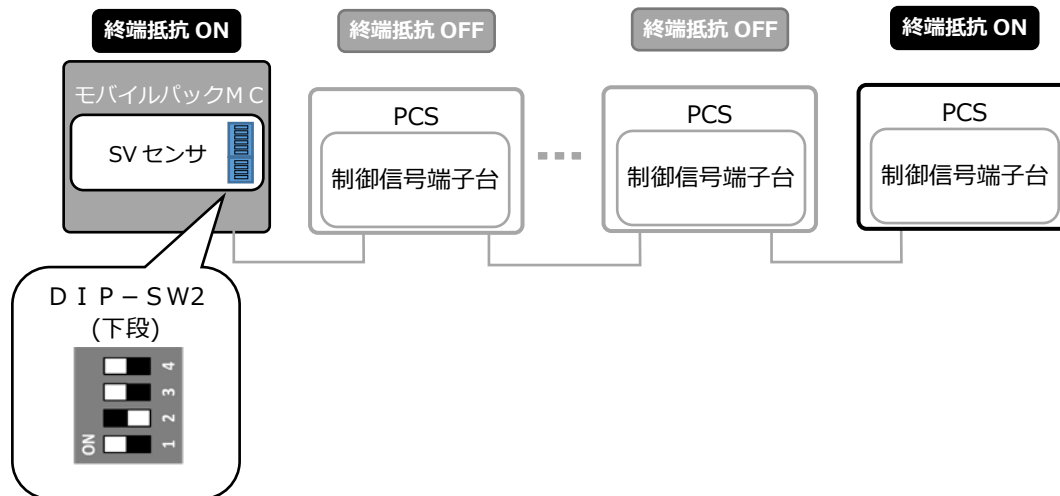 終端抵抗 ON
終端抵抗 OFF
終端抵抗 OFF
終端抵抗 ON
モバイルパックＭＣ
SV センサ
PCS
制御信号端子台
PCS
制御信号端子台
PCS
制御信号端子台
ＤＩＰ－ＳＷ2
(下段)
4
3
2
1
ON